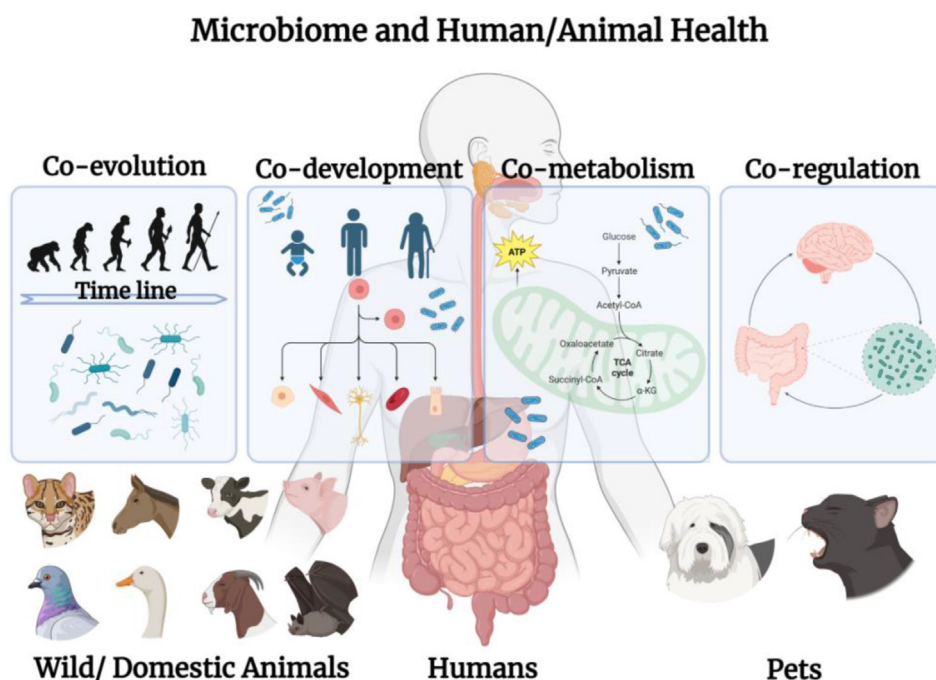 Microbiome and Human/Animal Health
Co-evolution
Co-development
Co-metabolism
Co-regulation
Time line
ATP
Glucose
Pyruvate
Acetyl-CoA
Oxaloacetate
Citrate
TCA
cycle
Succinyl-CoA
α-KG
Wild/ Domestic Animals
Humans
Pets